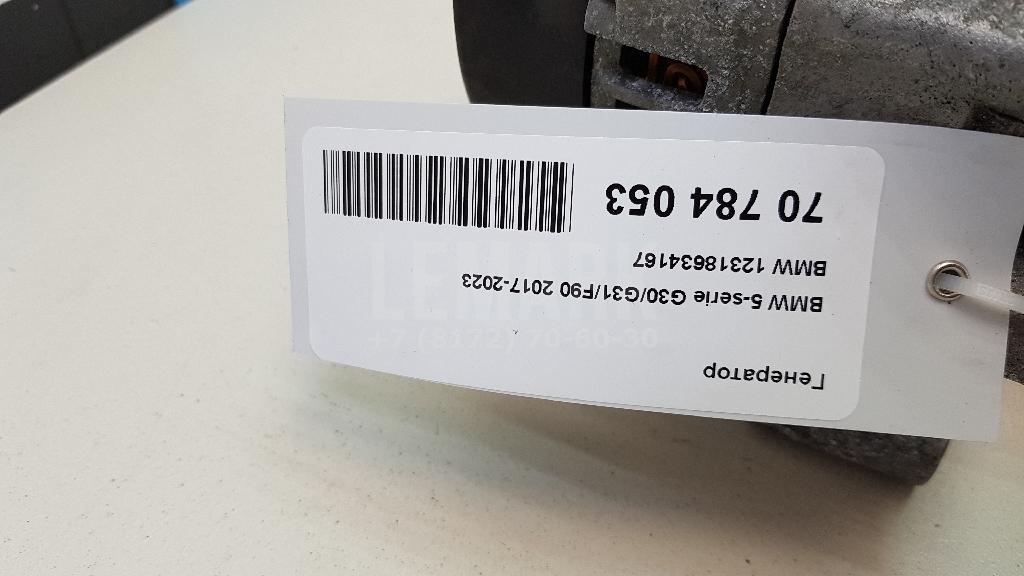 Генератор
BMW 5-serie G30/G31/F90 2017-2023
BMW 12318634167
70 784 053
LEMARK
+7 (8172) 70-60-30